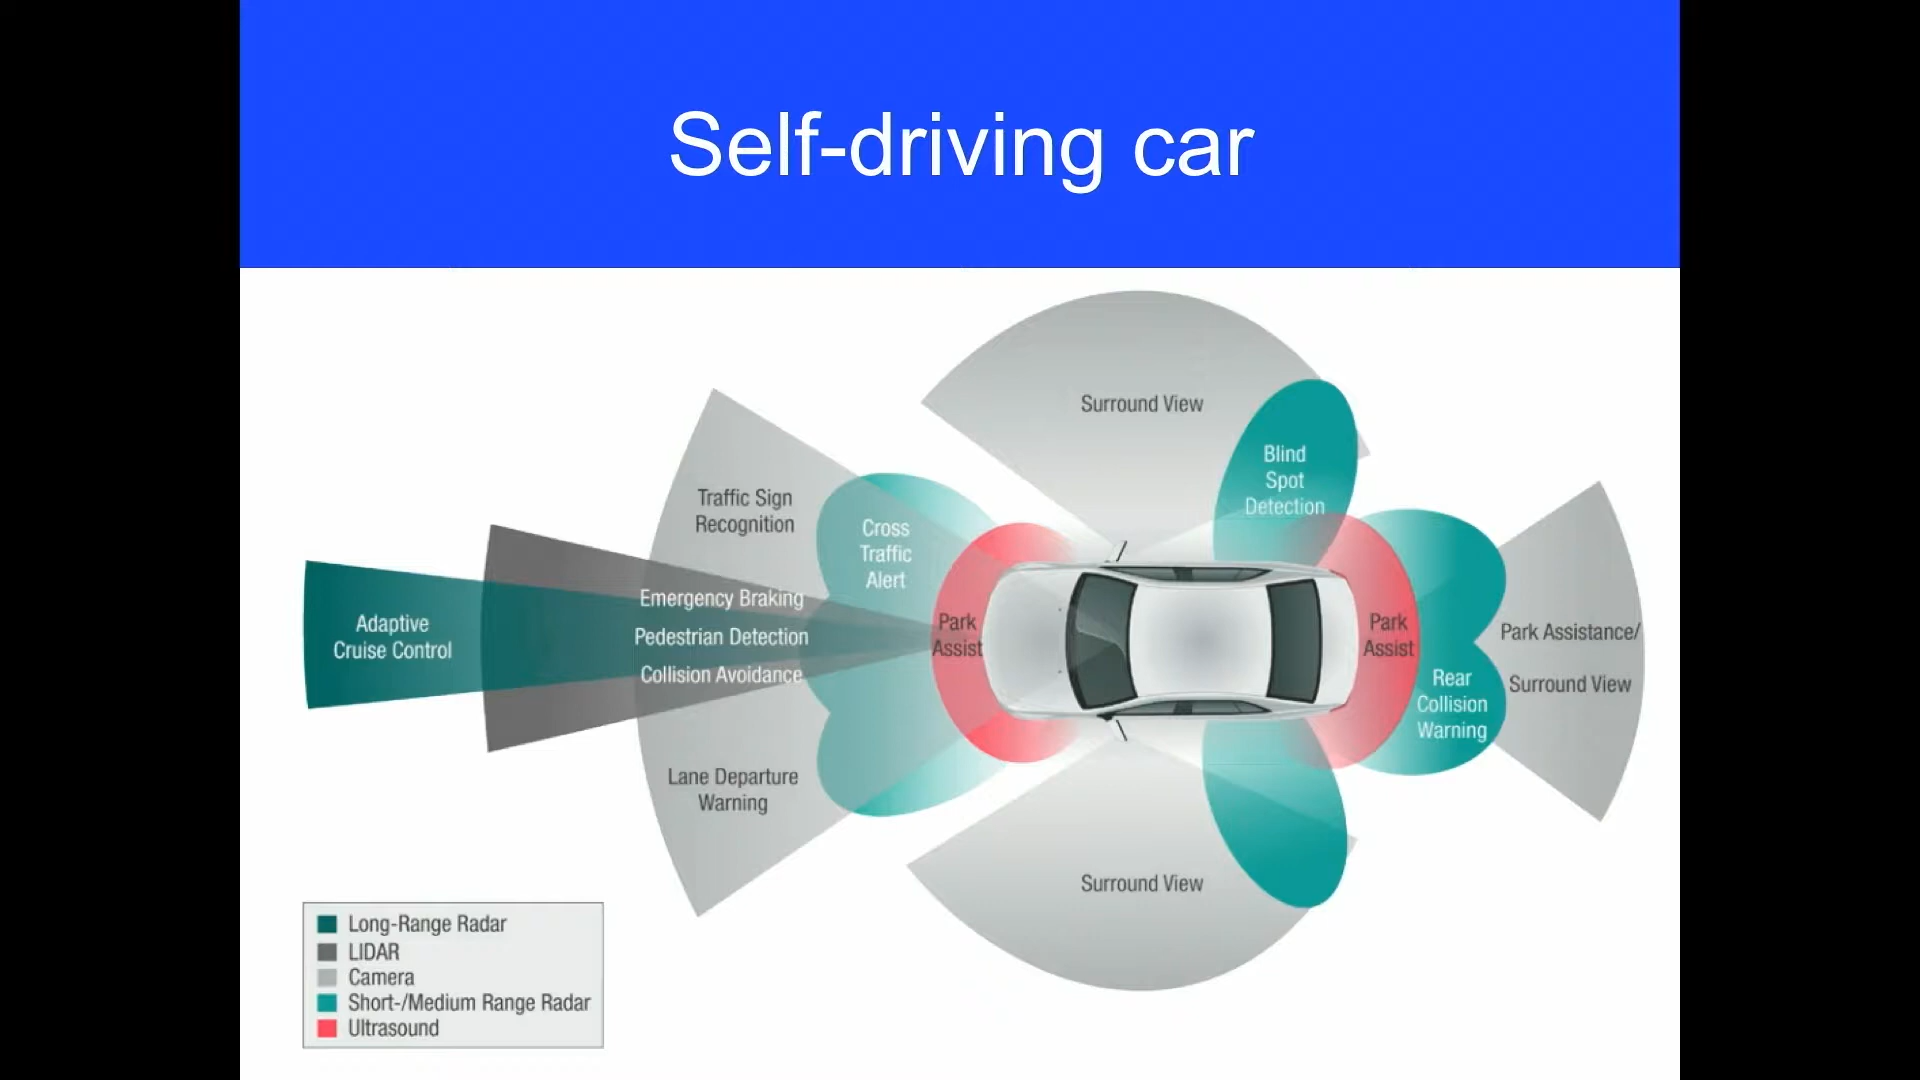 Self-driving car
Surround View
Blind
Spot
Detection
Traffic Sign
Recognition
Cross
Traffic
Alert
Adaptive
Cruise Control
Emergency Braking
Pedestrian Detection
Collision Avoidance
Park
Assist
Park
Assist
Rear
Collision
Warning
Park Assistance/
Surround View
Lane Departure
Warning
Surround View
Long-Range Radar
LIDAR
Camera
Short-/Medium Range Radar
Ultrasound